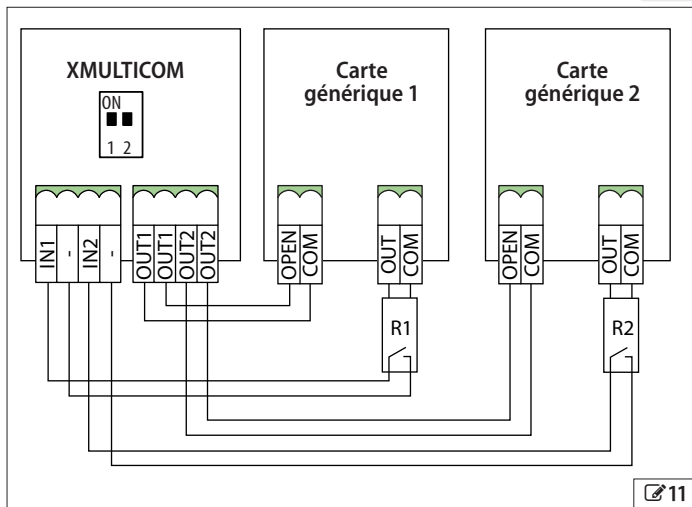 XMULTICOM
ON
1 2
IN1
-
IN2
-
OUT1
OUT1
OUT2
OUT2
Carte
générique 1
OPEN
COM
OUT
COM
R1
Carte
générique 2
OPEN
COM
OUT
COM
R2
11